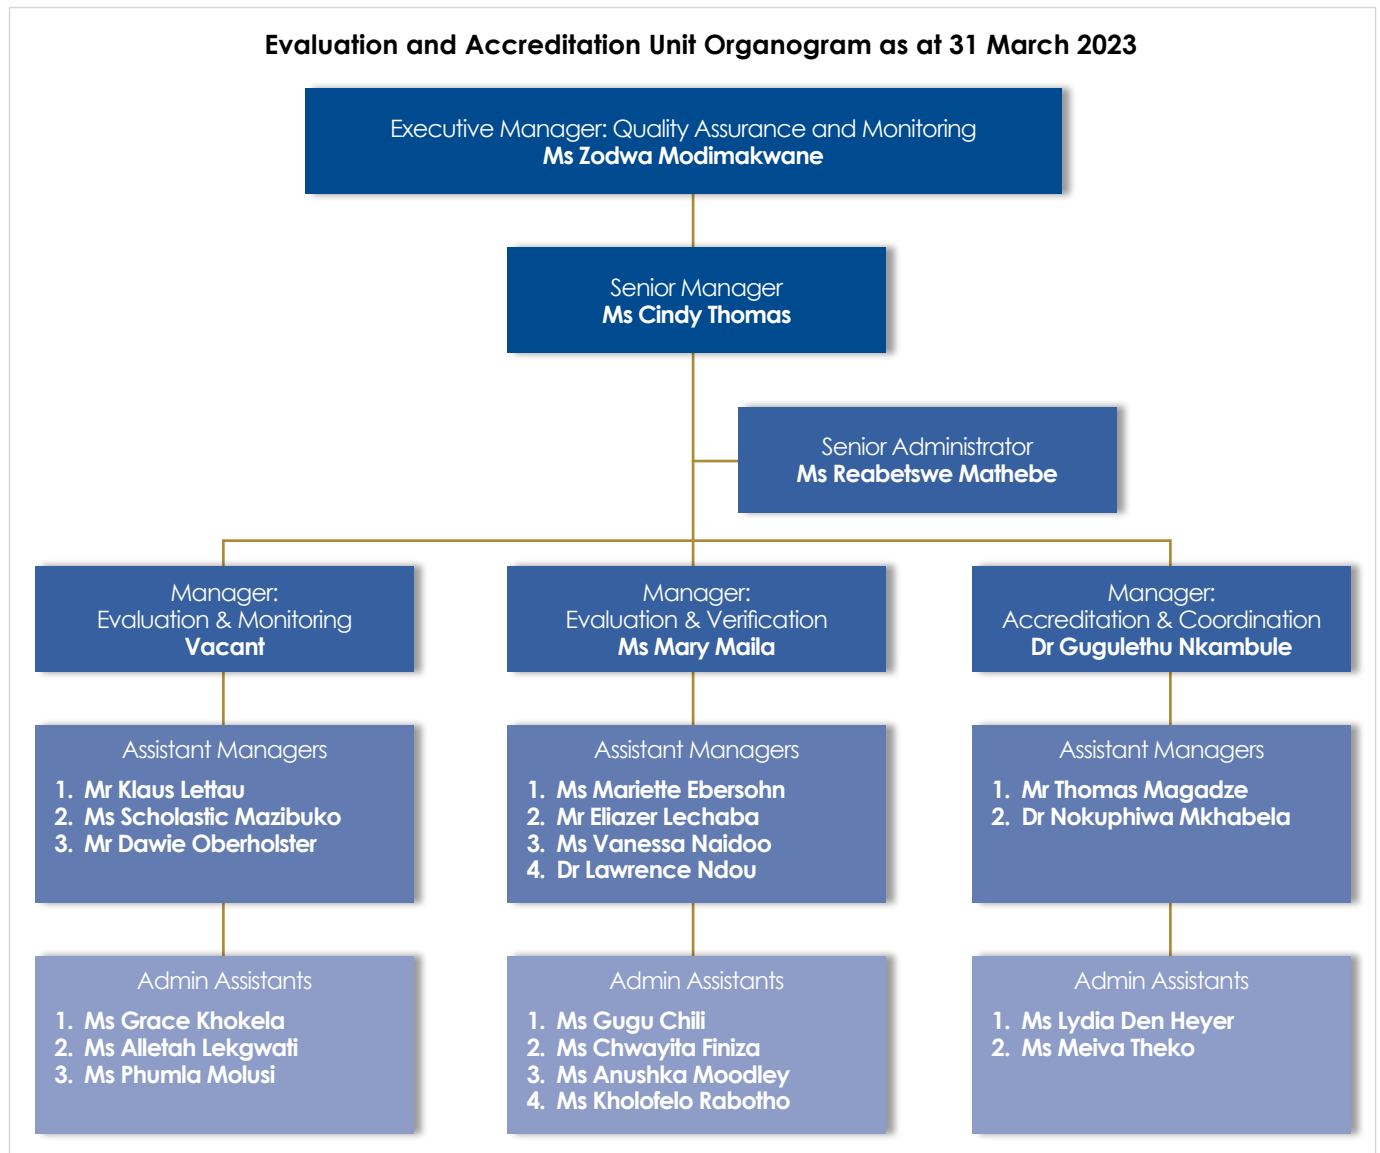 Evaluation and Accreditation Unit Organogram as at 31 March 2023
Executive Manager: Quality Assurance and Monitoring
Ms Zodwa Modimakwane
Senior Manager
Ms Cindy Thomas
Senior Administrator
Ms Reabetswe Mathebe
Manager:
Evaluation & Monitoring
Vacant
Manager:
Evaluation & Verification
Ms Mary Maila
Manager:
Accreditation & Coordination
Dr Gugulethu Nkambule
Assistant Managers
1. Mr Klaus Lettau
2. Ms Scholastic Mazibuko
3. Mr Dawie Oberholster
Assistant Managers
1. Ms Mariette Ebersohn
2. Mr Eliazer Lechaba
3. Ms Vanessa Naidoo
4. Dr Lawrence Ndou
Assistant Managers
1. Mr Thomas Magadze
2. Dr Nokuphiwa Mkhabela
Admin Assistants
1. Ms Grace Khokela
2. Ms Alletah Lekgwati
3. Ms Phumla Molusi
Admin Assistants
1. Ms Gugu Chili
2. Ms Chwayita Finiza
3. Ms Anushka Moodley
4. Ms Kholofelo Rabotho
Admin Assistants
1. Ms Lydia Den Heyer
2. Ms Meiva Theko